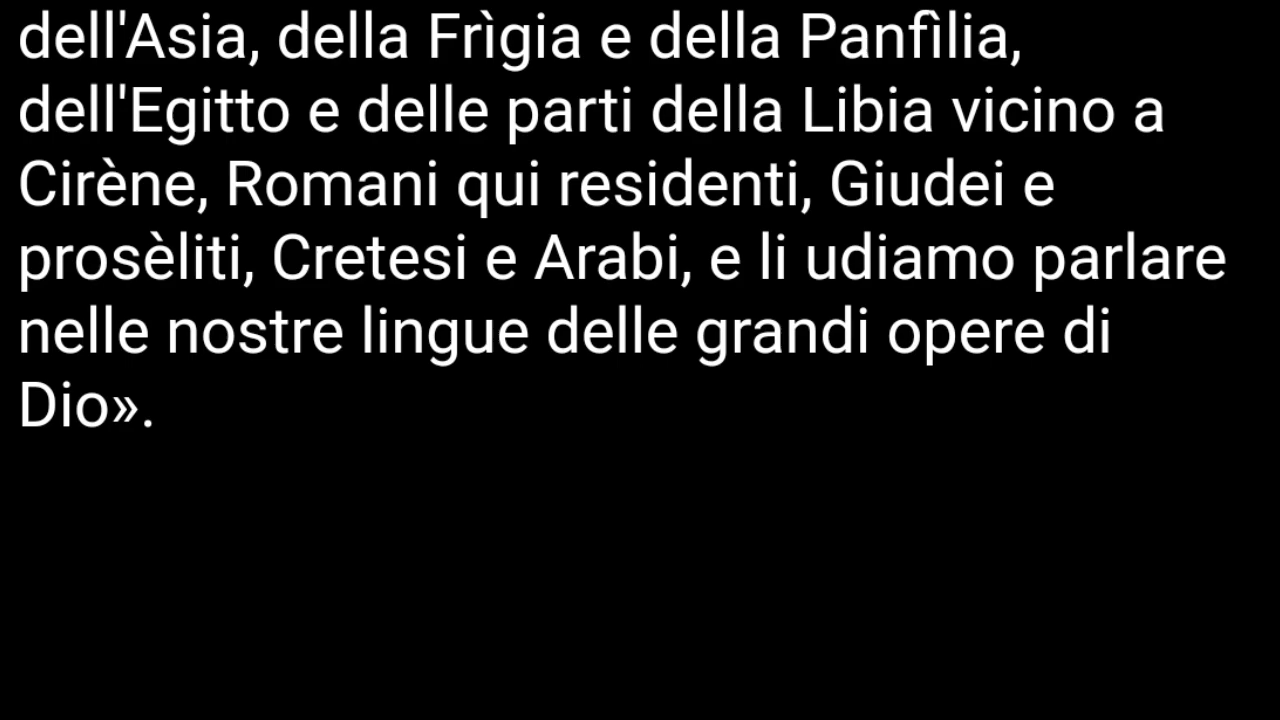 dell'Asia, della Frìgia e della Panfìlia,
dell'Egitto e delle parti della Libia vicino a
Cirène, Romani qui residenti, Giudei e
prosèliti, Cretesi e Arabi, e li udiamo parlare
nelle nostre lingue delle grandi opere di
Dio».